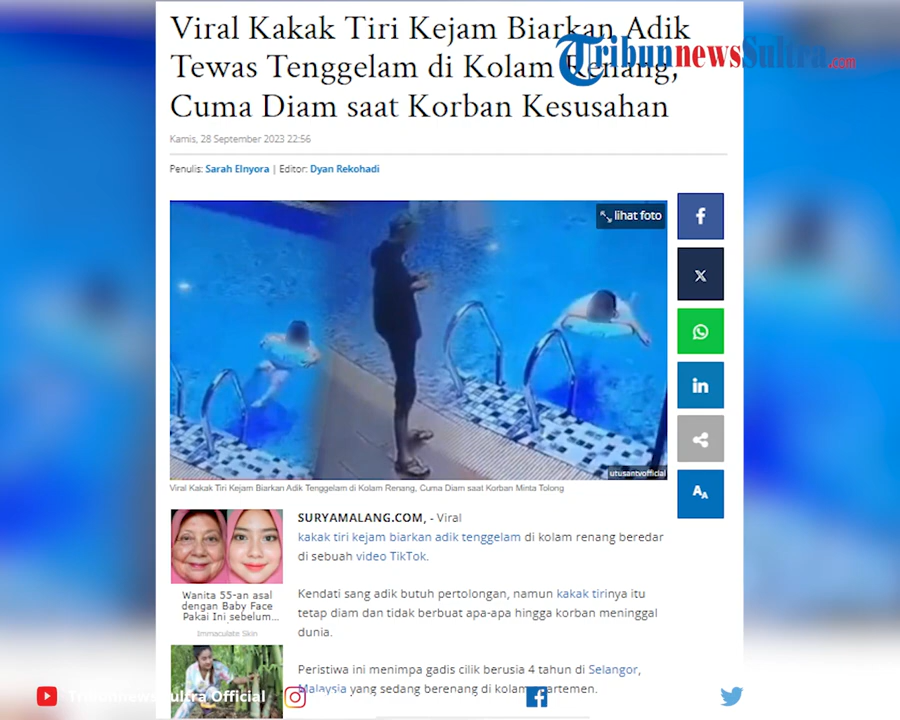 Viral Kakak Tiri Kejam Biarkan Adik
TribunnewsSultra.com
Tewas Tenggelam di Kolam Renang,
Cuma Diam saat Korban Kesusahan
Kamis, 28 September 2023 22:56
Penulis: Sarah Elnyora | Editor: Dyan Rekohadi
lihat foto
utusantvofficial
Viral Kakak Tiri Kejam Biarkan Adik Tenggelam di Kolam Renang, Cuma Diam saat Korban Minta Tolong
SURYAMALANG.COM, - Viral
kakak tiri kejam biarkan adik tenggelam di kolam renang beredar
di sebuah video TikTok.
Kendati sang adik butuh pertolongan, namun kakak tirinya itu
tetap diam dan tidak berbuat apa-apa hingga korban meninggal
dunia.
Peristiwa ini menimpa gadis cilik berusia 4 tahun di Selangor,
Malaysia yang sedang berenang di kolam
Wanita 55-an asal
dengan Baby Face
Pakai Ini sebelum...
Immaculate Skin
Tribunnews Sultra Official